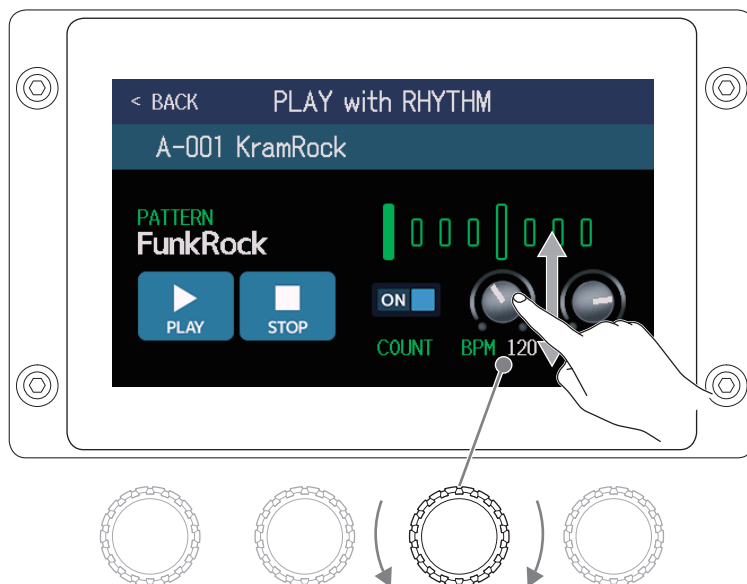 < BACK PLAY with RHYTHM
A-001 KramRock
PATTERN
FunkRock
ON
PLAY STOP
COUNT BPM 120